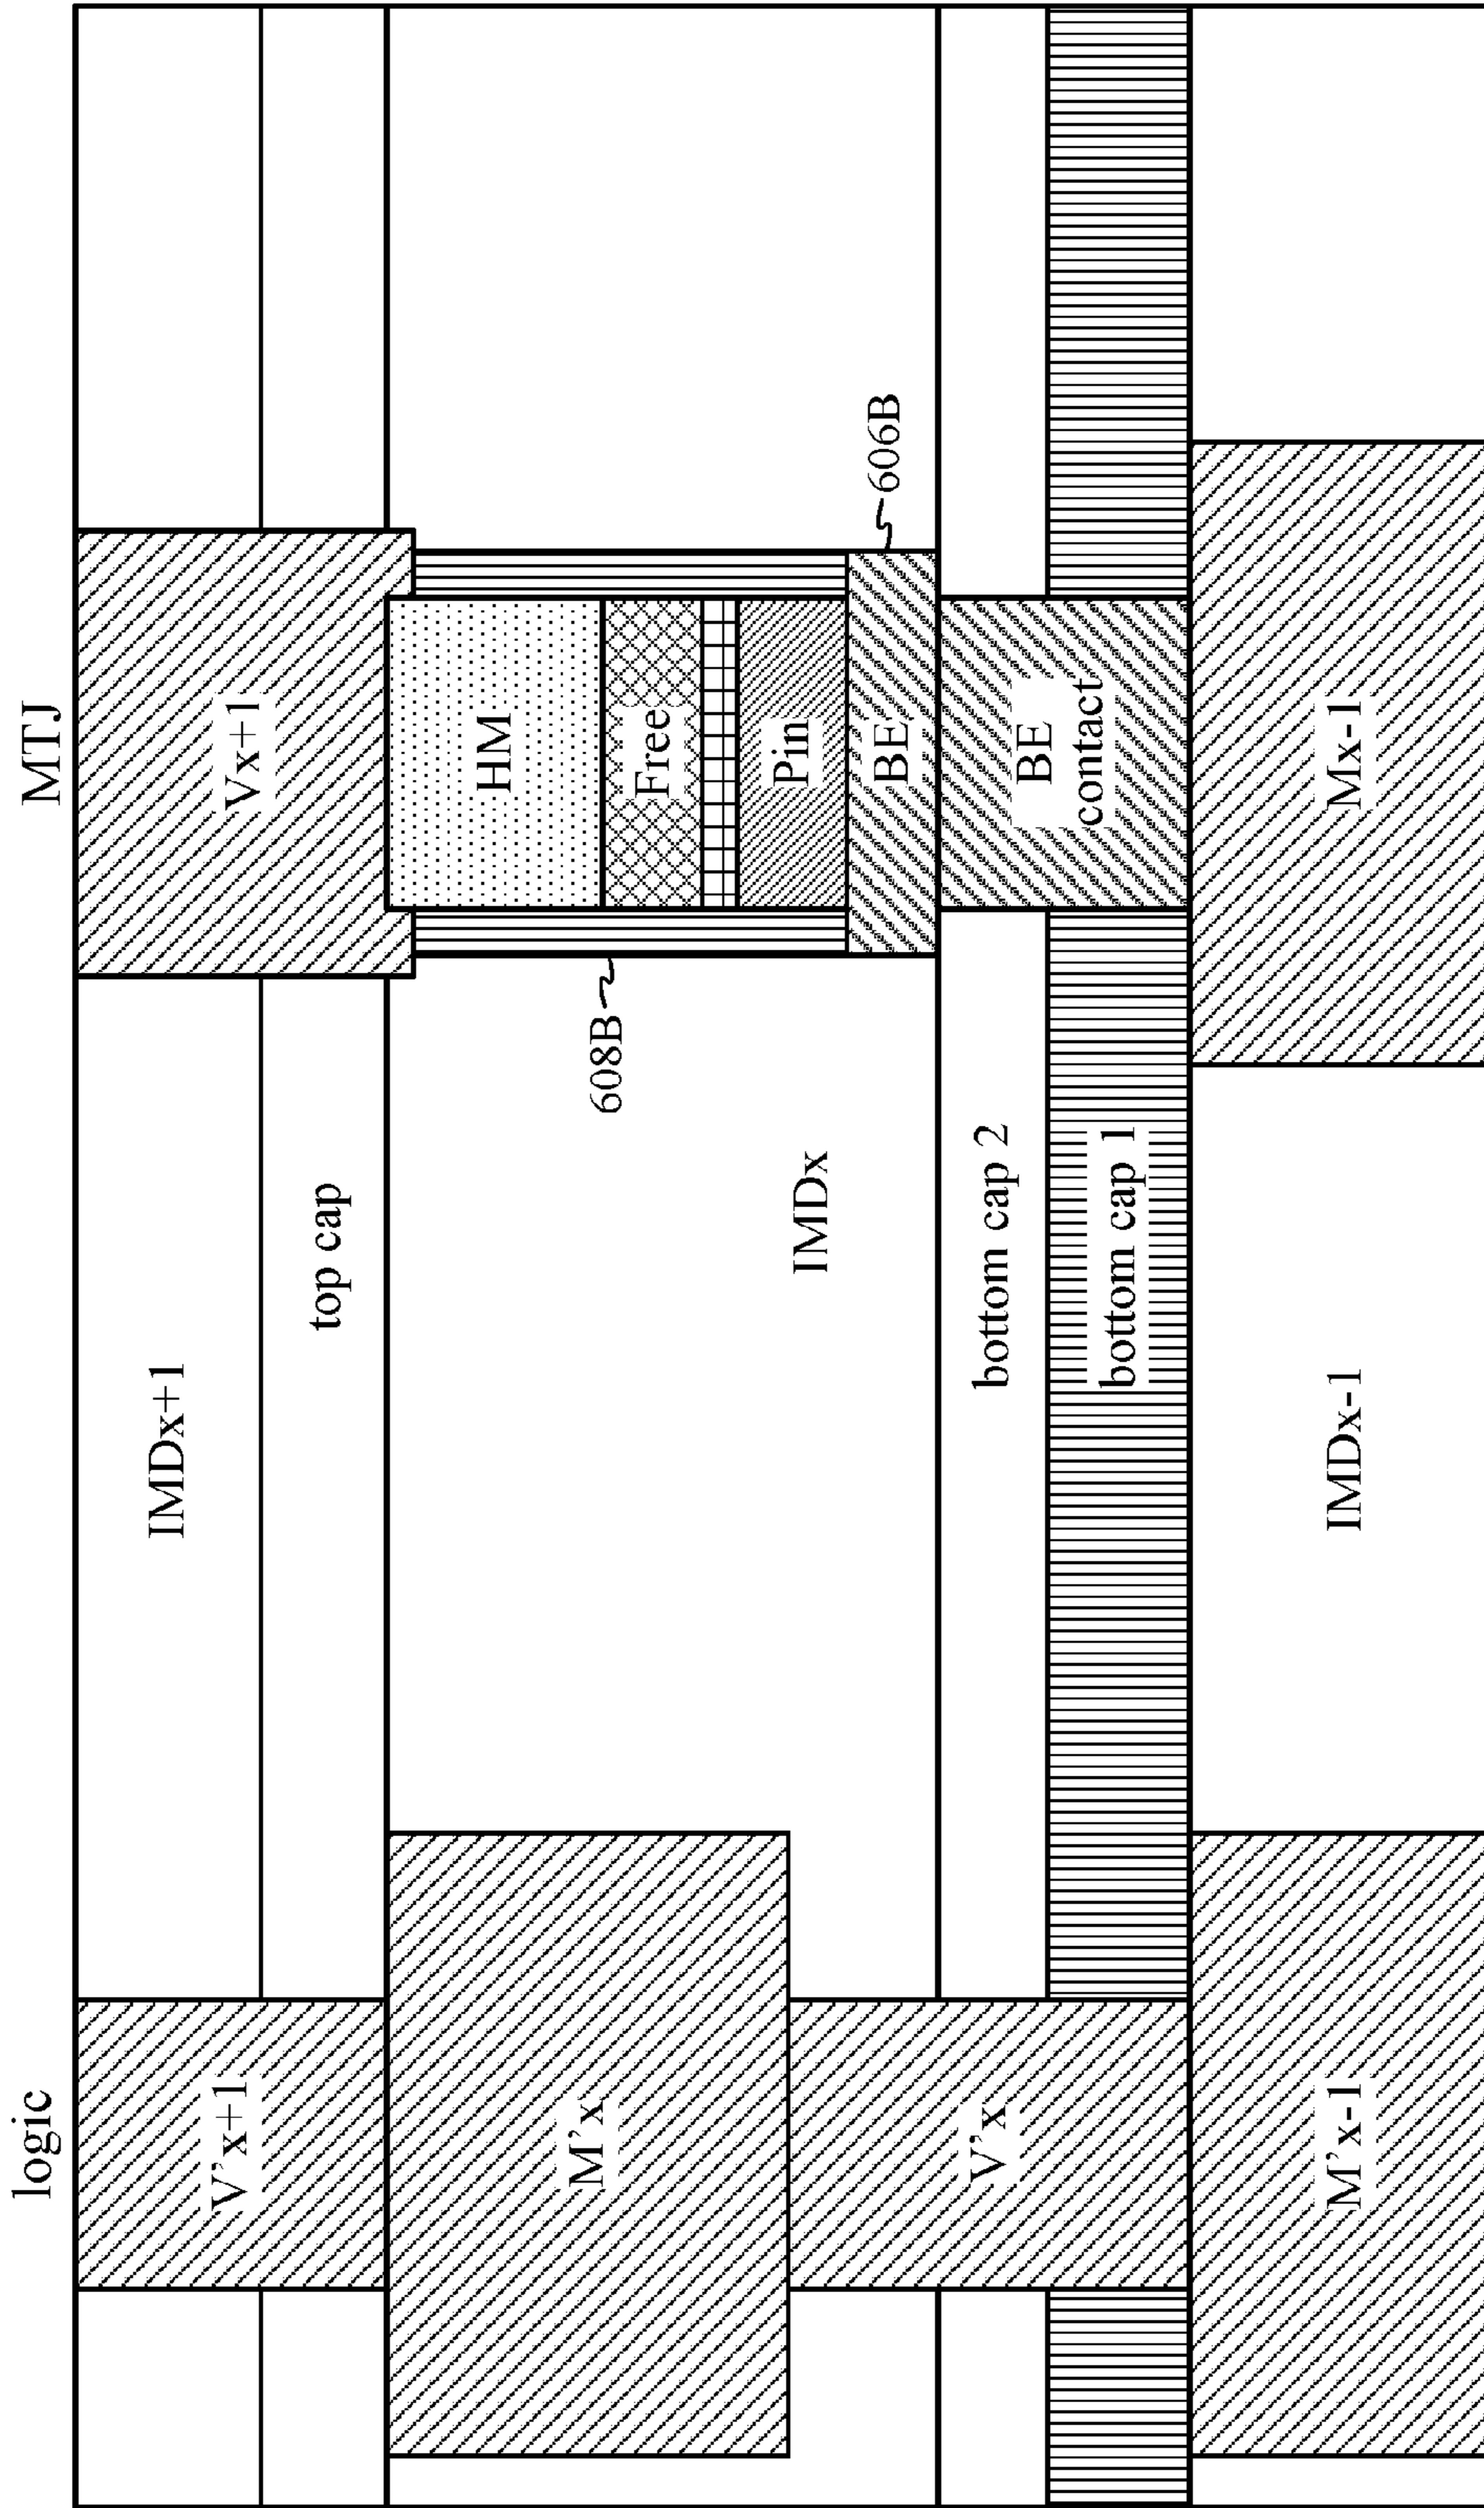 logic
MTJ
V'x+1
IMDx+1
Vx+1
top cap
M'x
608B
HM
Free
Pin
IMDx
BE
606B
V'x
bottom cap 2
BE
contact
bottom cap 1
M'x-1
IMDx-1
Mx-1